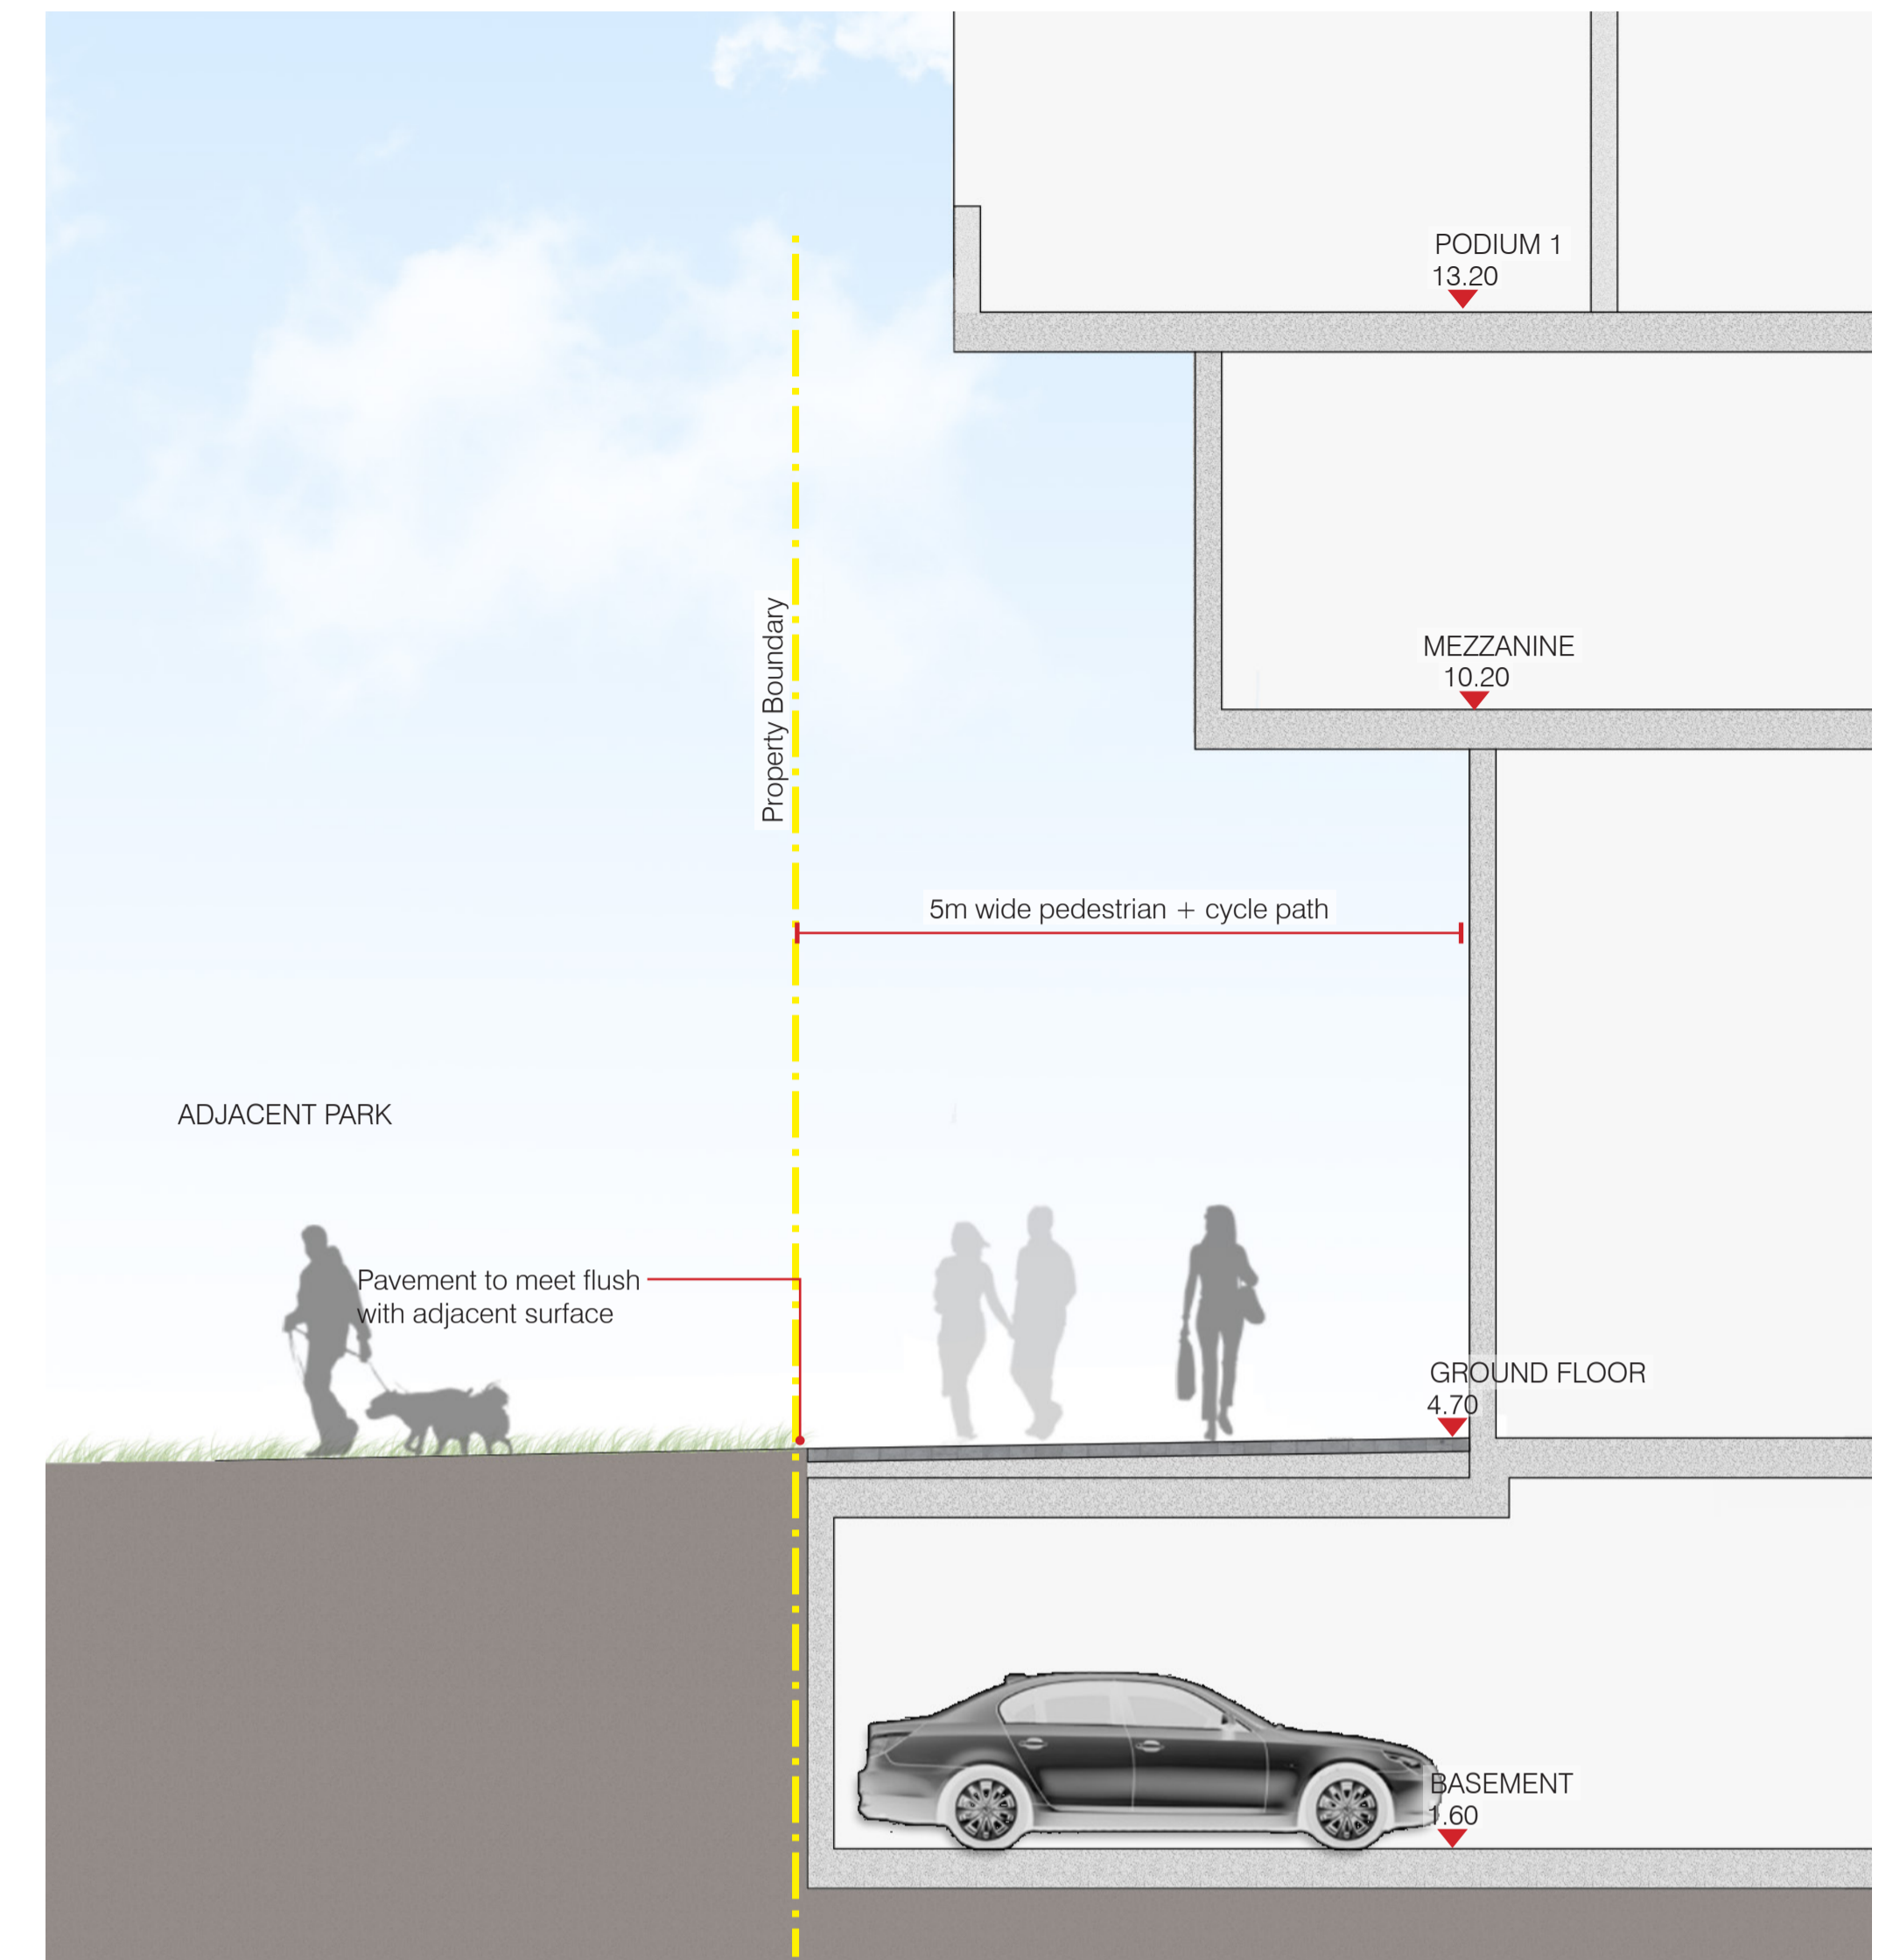 PODIUM 1
13.20
MEZZANINE
10.20
Property Boundary
5m wide pedestrian + cycle path
ADJACENT PARK
Pavement to meet flush
with adjacent surface
GROUND FLOOR
4.70
BASEMENT
1.60